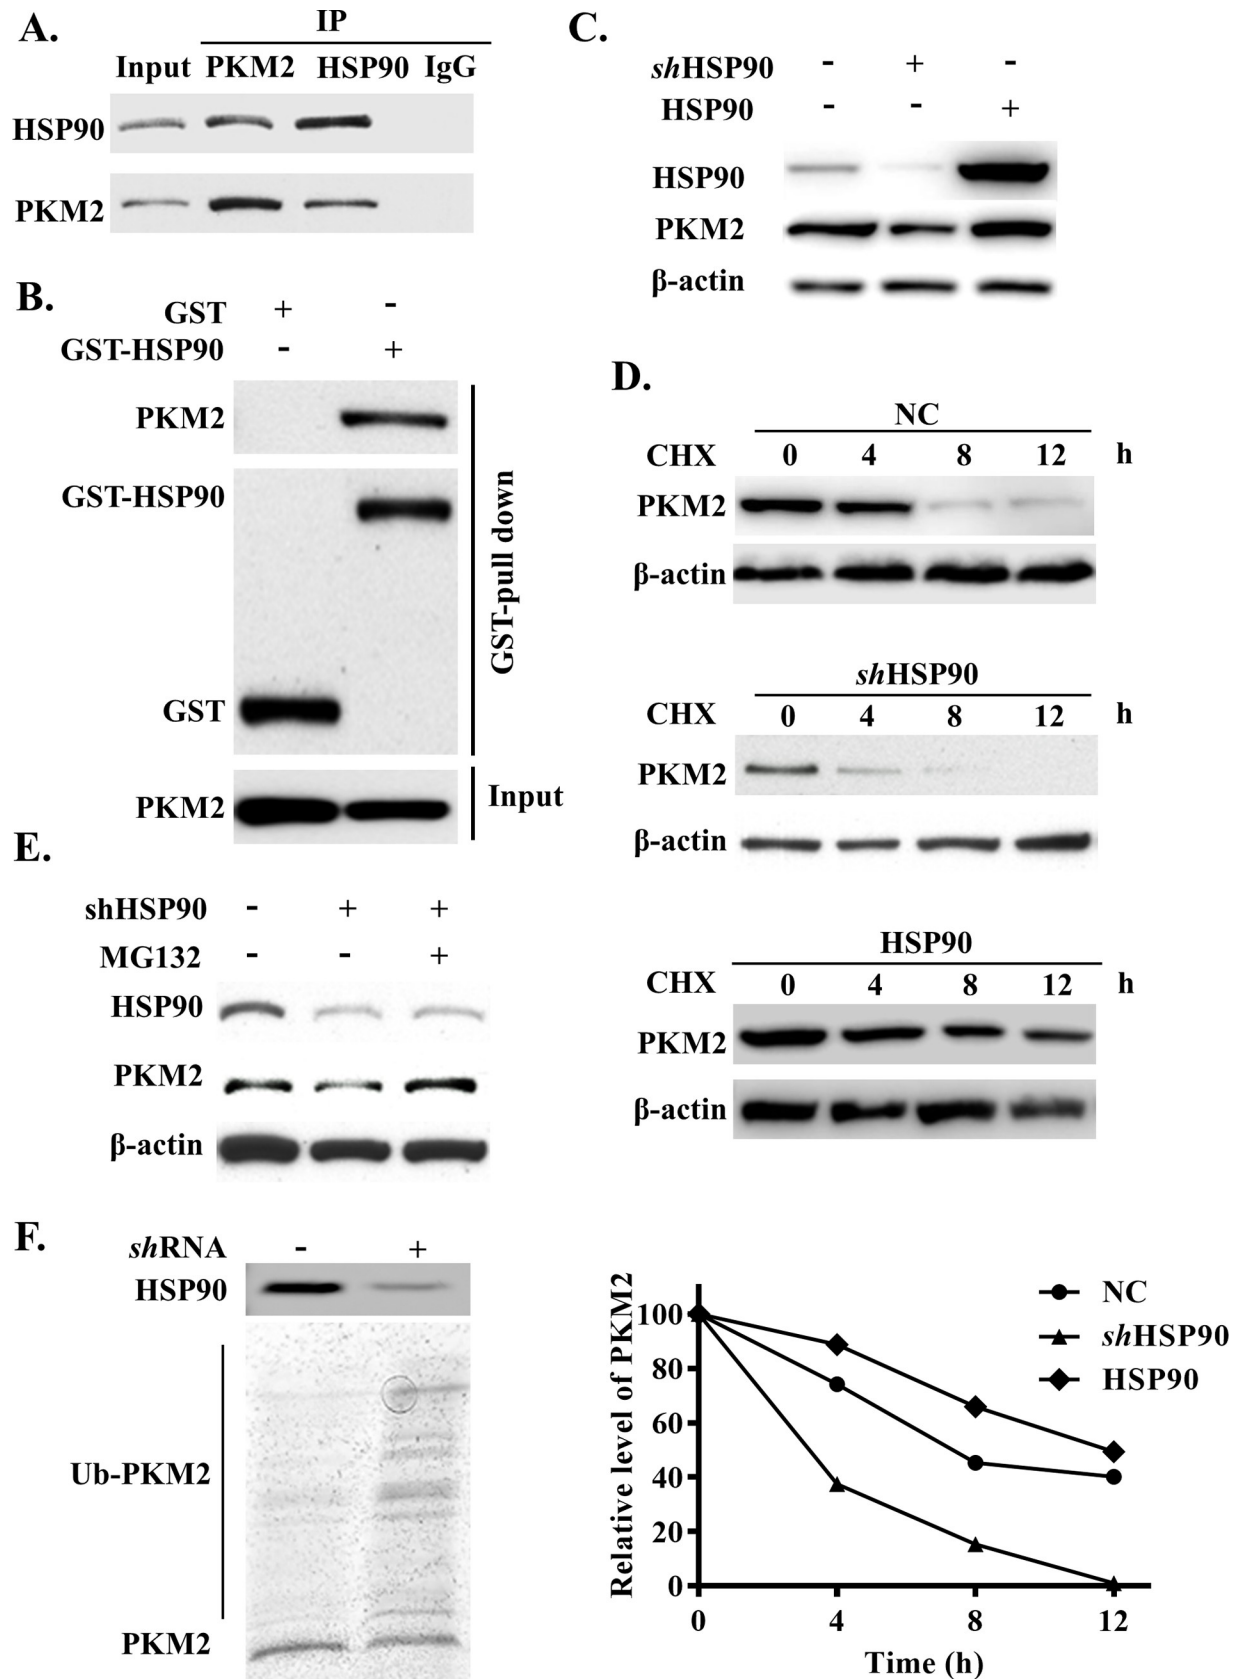 A.
IP
Input PKM2 HSP90 IgG
HSP90
PKM2
B.
GST + -
GST-HSP90 - +
PKM2
GST-HSP90
GST
GST-pull down
PKM2
Input
C.
shHSP90 - + -
HSP90 - - +
HSP90
PKM2
β-actin
D.
NC
CHX 0 4 8 12 h
PKM2
β-actin
shHSP90
CHX 0 4 8 12 h
PKM2
β-actin
HSP90
CHX 0 4 8 12 h
PKM2
β-actin
Relative level of PKM2
100
80
60
40
20
0
0 4 8 12
Time (h)
NC
shHSP90
HSP90
E.
shHSP90 - + +
MG132 - - +
HSP90
PKM2
β-actin
F.
shRNA - +
HSP90
Ub-PKM2
PKM2